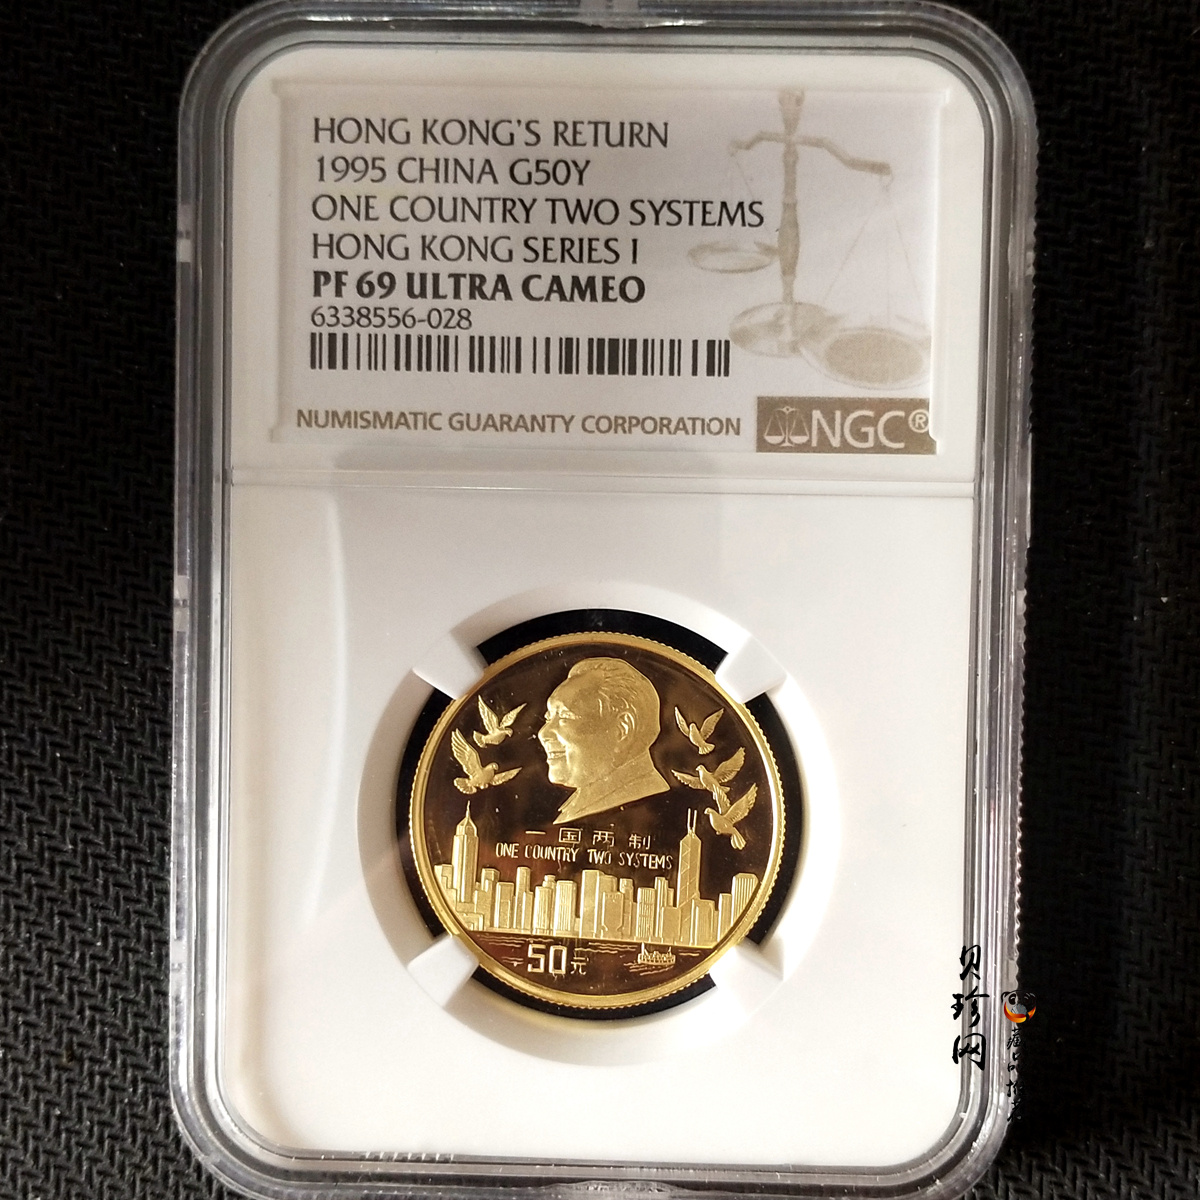 HONG KONG'S RETURN
1995 CHINA G50Y
ONE COUNTRY TWO SYSTEMS
HONG KONG SERIES I
PF 69 ULTRA CAMEO
6338556-028
NUMISMATIC GUARANTY CORPORATION
NGC®
一国两制
ONE COUNTRY TWO SYSTEMS
50元
贝珍网